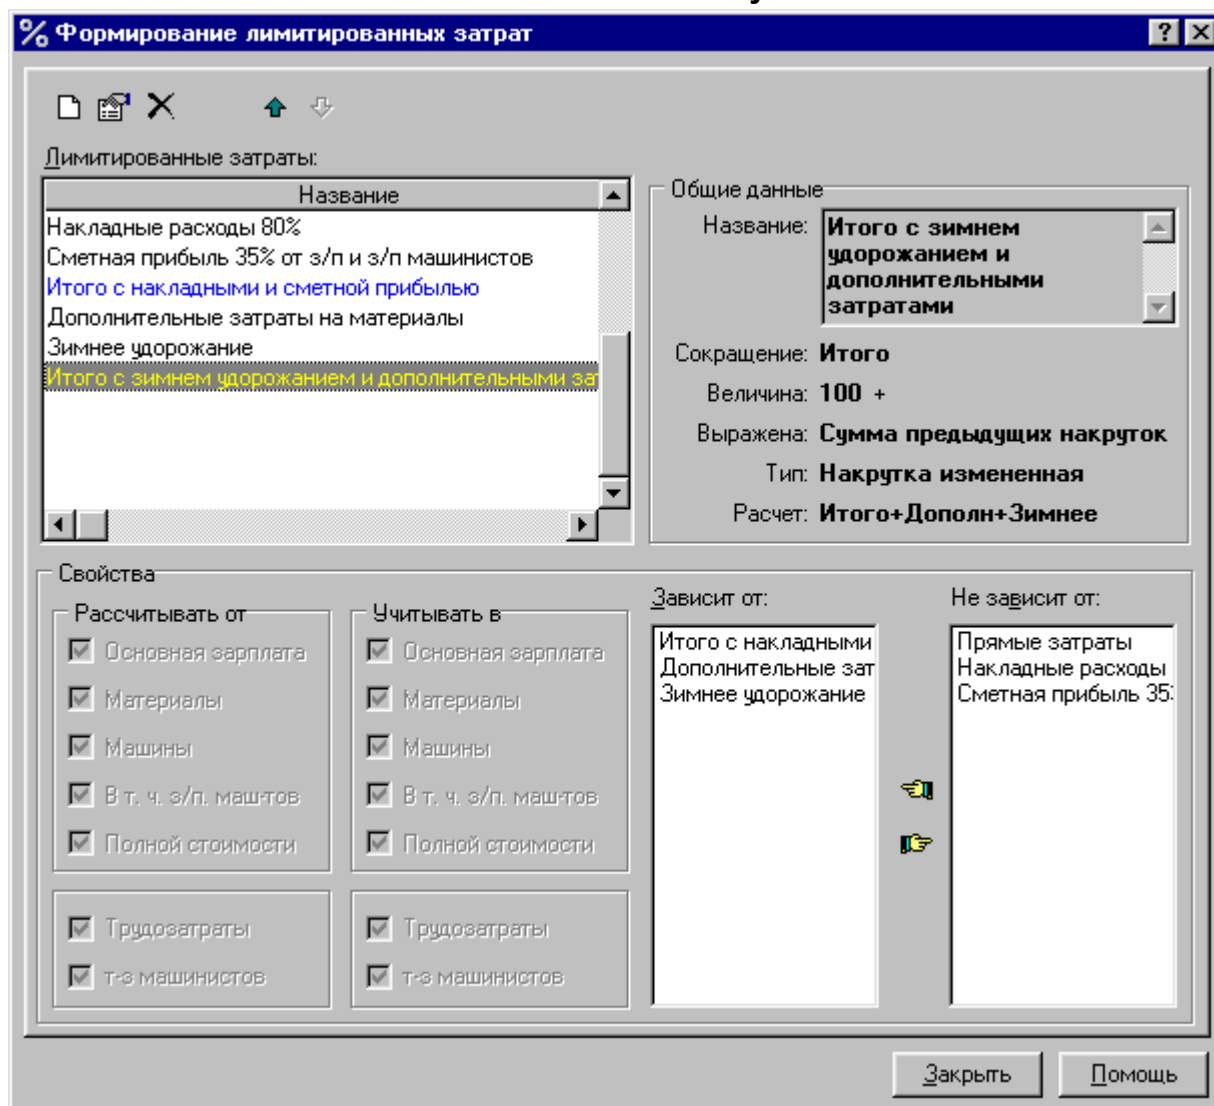 Формирование лимитированных затрат
Лимитированные затраты:
Название
Накладные расходы 80%
Сметная прибыль 35% от з/п и з/п машинистов
Итого с накладными и сметной прибылью
Дополнительные затраты на материалы
Зимнее удорожание
Итого с зимнем удорожанием и дополнительными зат
Общие данные
Название: Итого с зимнем
удорожанием и
дополнительными
затратами
Сокращение: Итого
Величина: 100 +
Выражена: Сумма предыдущих накруток
Тип: Накрутка измененная
Расчет: Итого+Дополн+Зимнее
Свойства
Рассчитывать от
Основная зарплата
Материалы
Машины
В т. ч. з/п. маш-тов
Полной стоимости
Трудозатраты
т-з машинистов
Учитывать в
Основная зарплата
Материалы
Машины
В т. ч. з/п. маш-тов
Полной стоимости
Трудозатраты
т-з машинистов
Зависит от:
Итого с накладными
Дополнительные зат
Зимнее удорожание
Не зависит от:
Прямые затраты
Накладные расходы
Сметная прибыль 35
Закрыть
Помощь